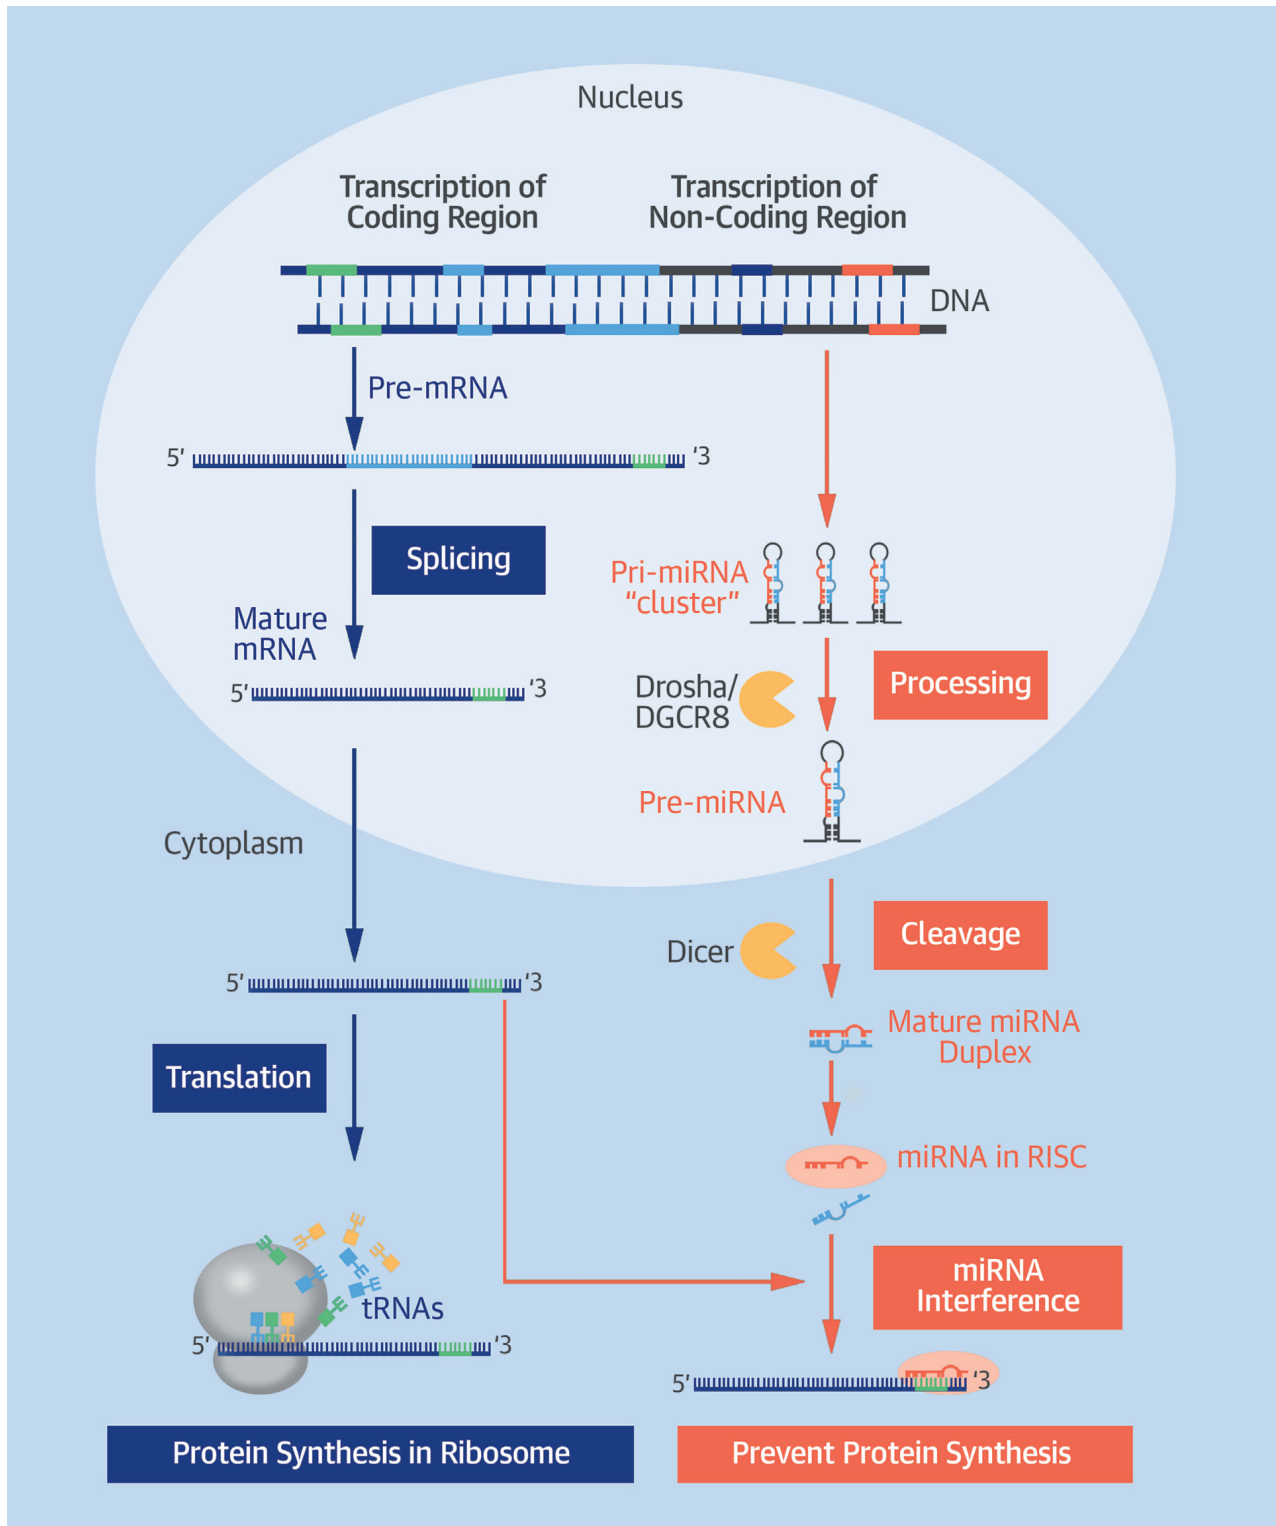 Nucleus
Transcription of
Coding Region
Transcription of
Non-Coding Region
DNA
Pre-mRNA
5′ ‘3
Splicing
Pri-miRNA
“cluster”
Mature
mRNA
5′ ‘3
Drosha/
DGCR8
Processing
Pre-miRNA
Cytoplasm
Cleavage
Dicer
5′ ‘3
Mature miRNA
Duplex
Translation
miRNA in RISC
miRNA
Interference
tRNAs
5′ ‘3
5′ ‘3
Protein Synthesis in Ribosome
Prevent Protein Synthesis